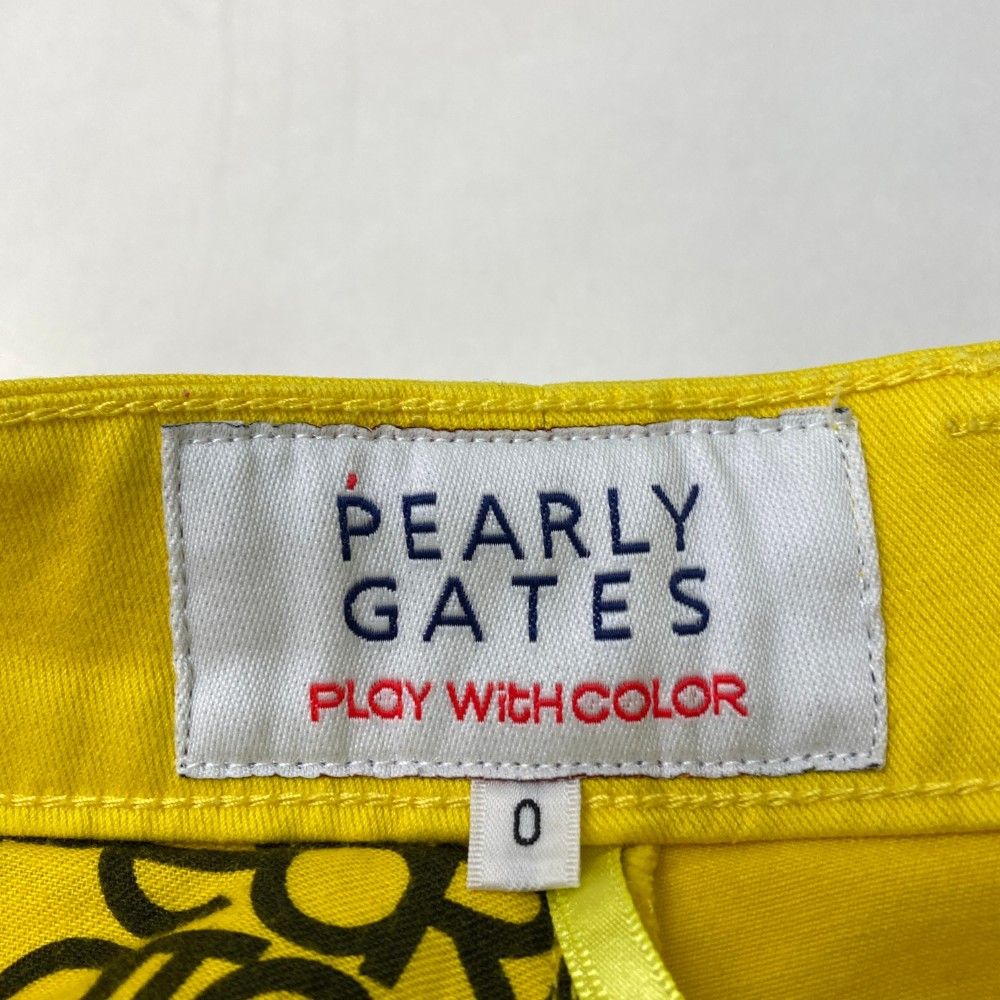 PEARLY
GATES
PLAY WithCOLOR
0